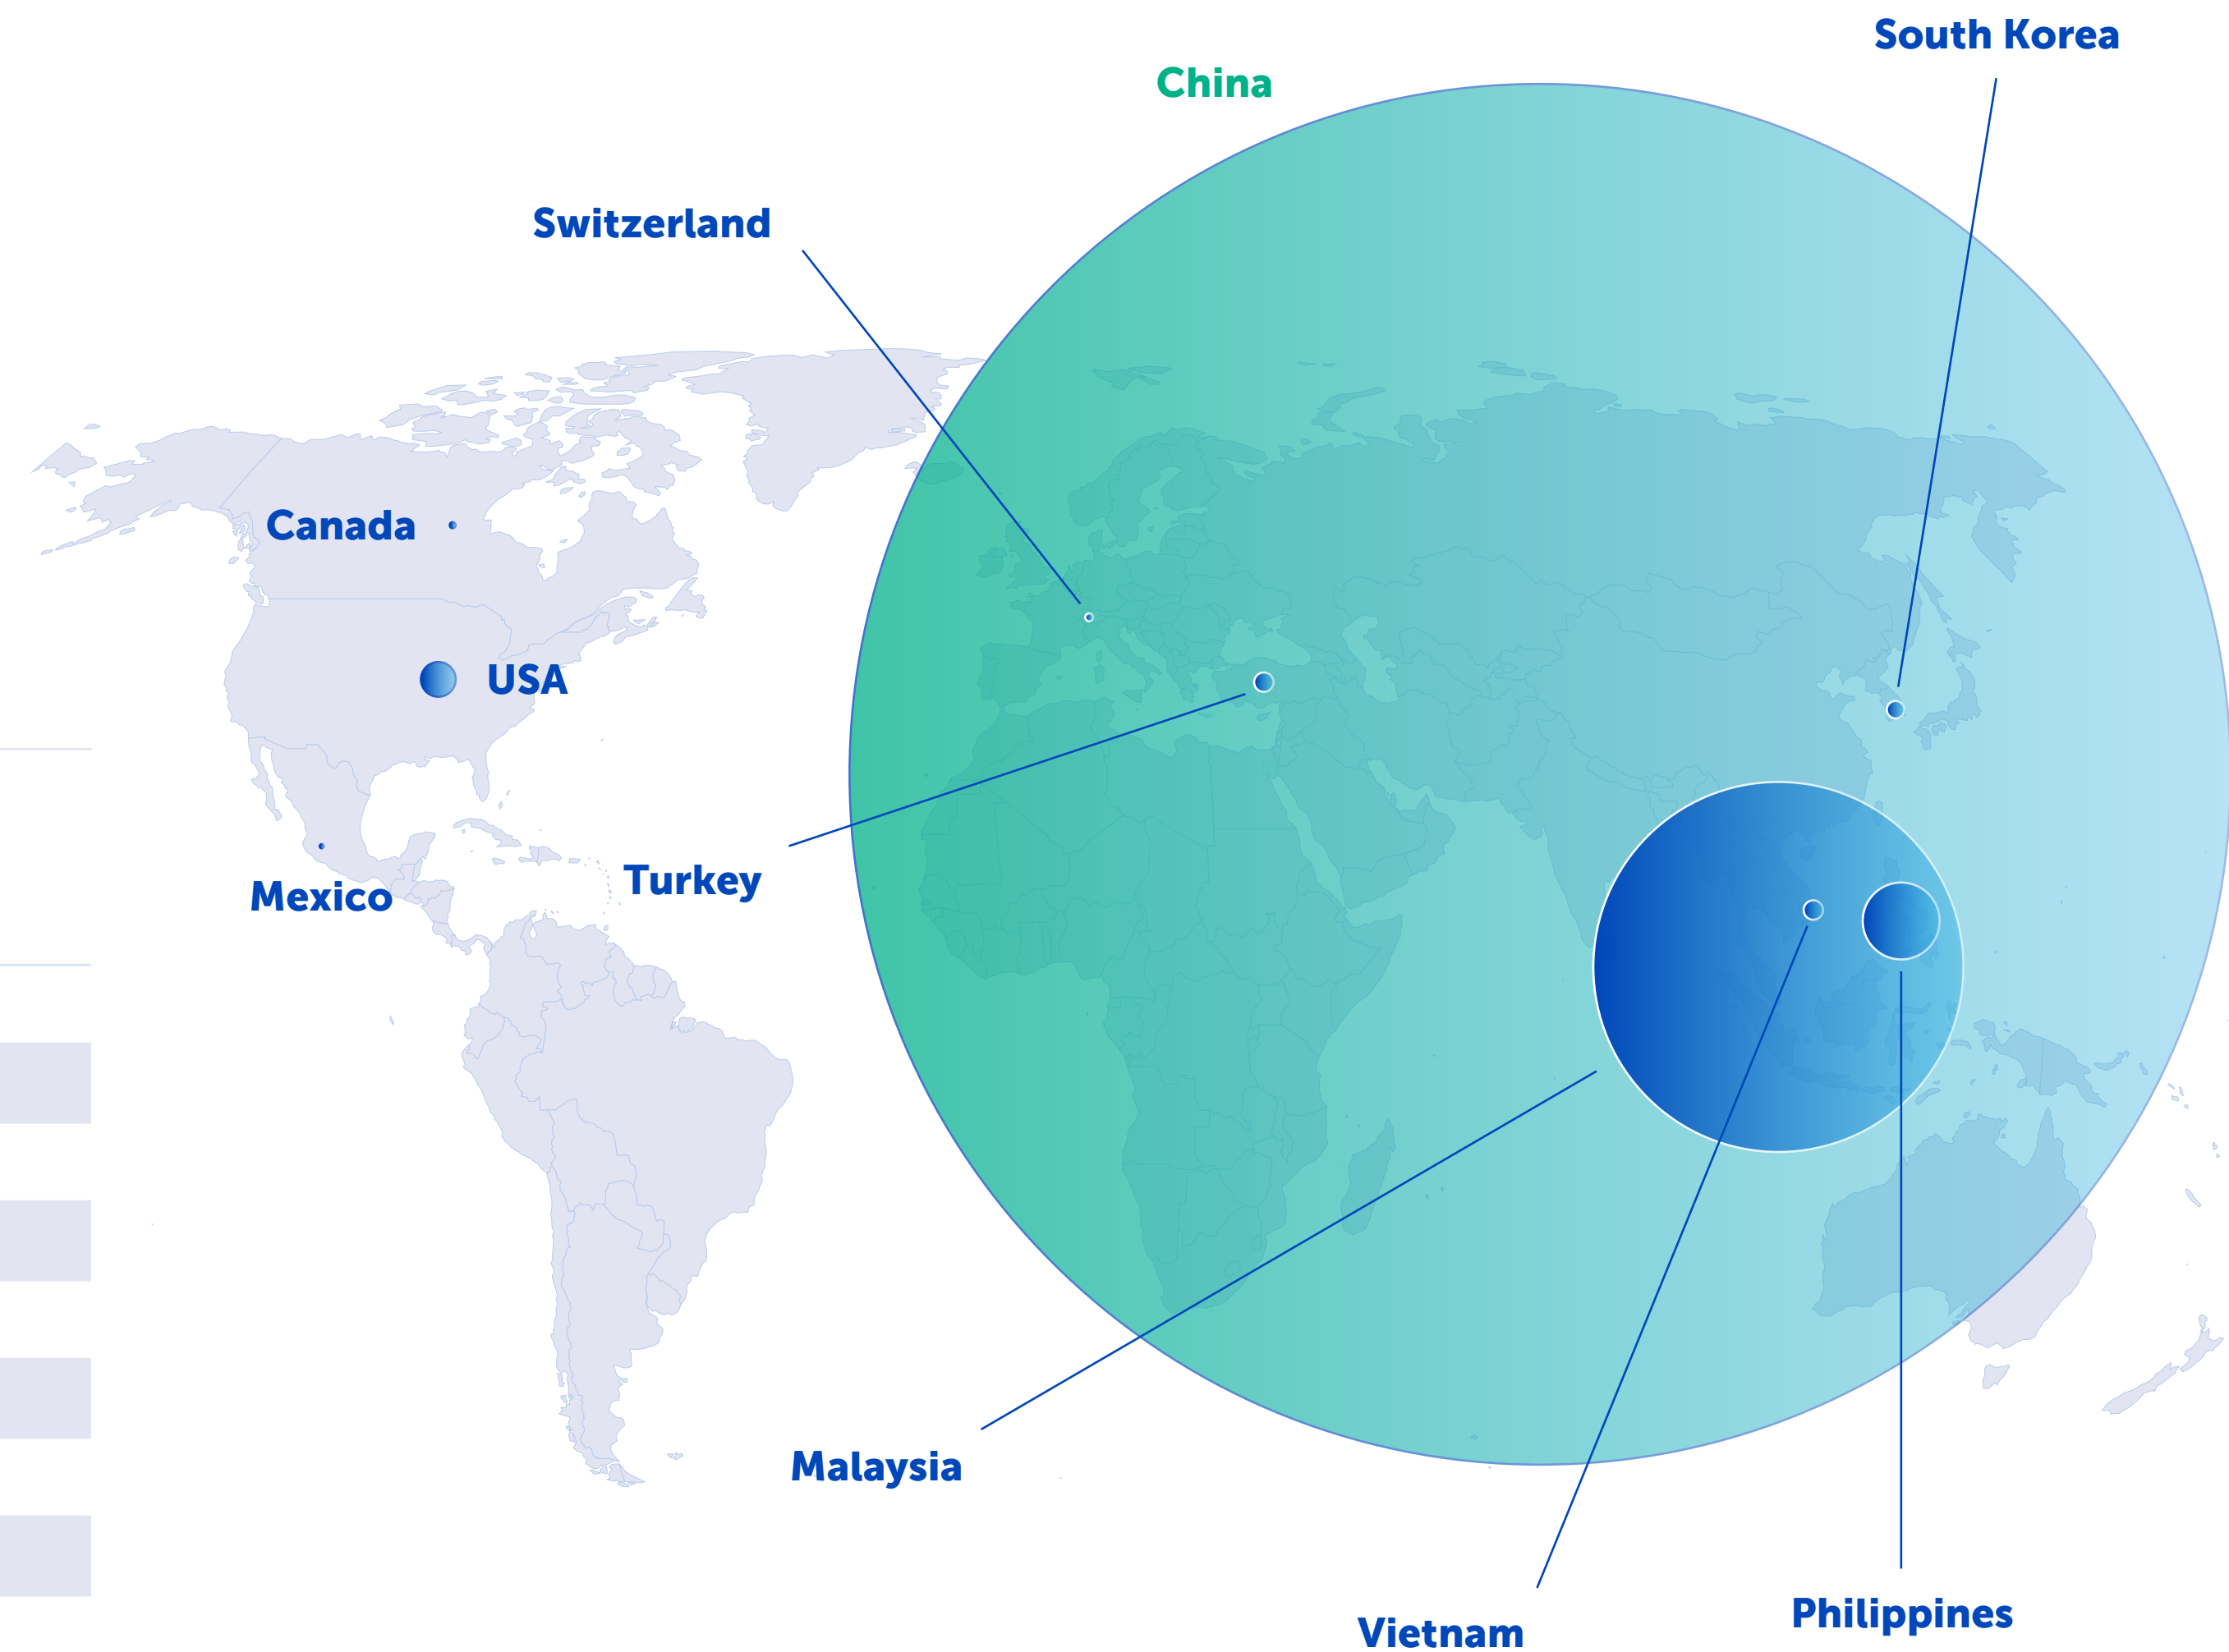 South Korea
China
Switzerland
Canada
USA
Turkey
Mexico
Malaysia
Philippines
Vietnam